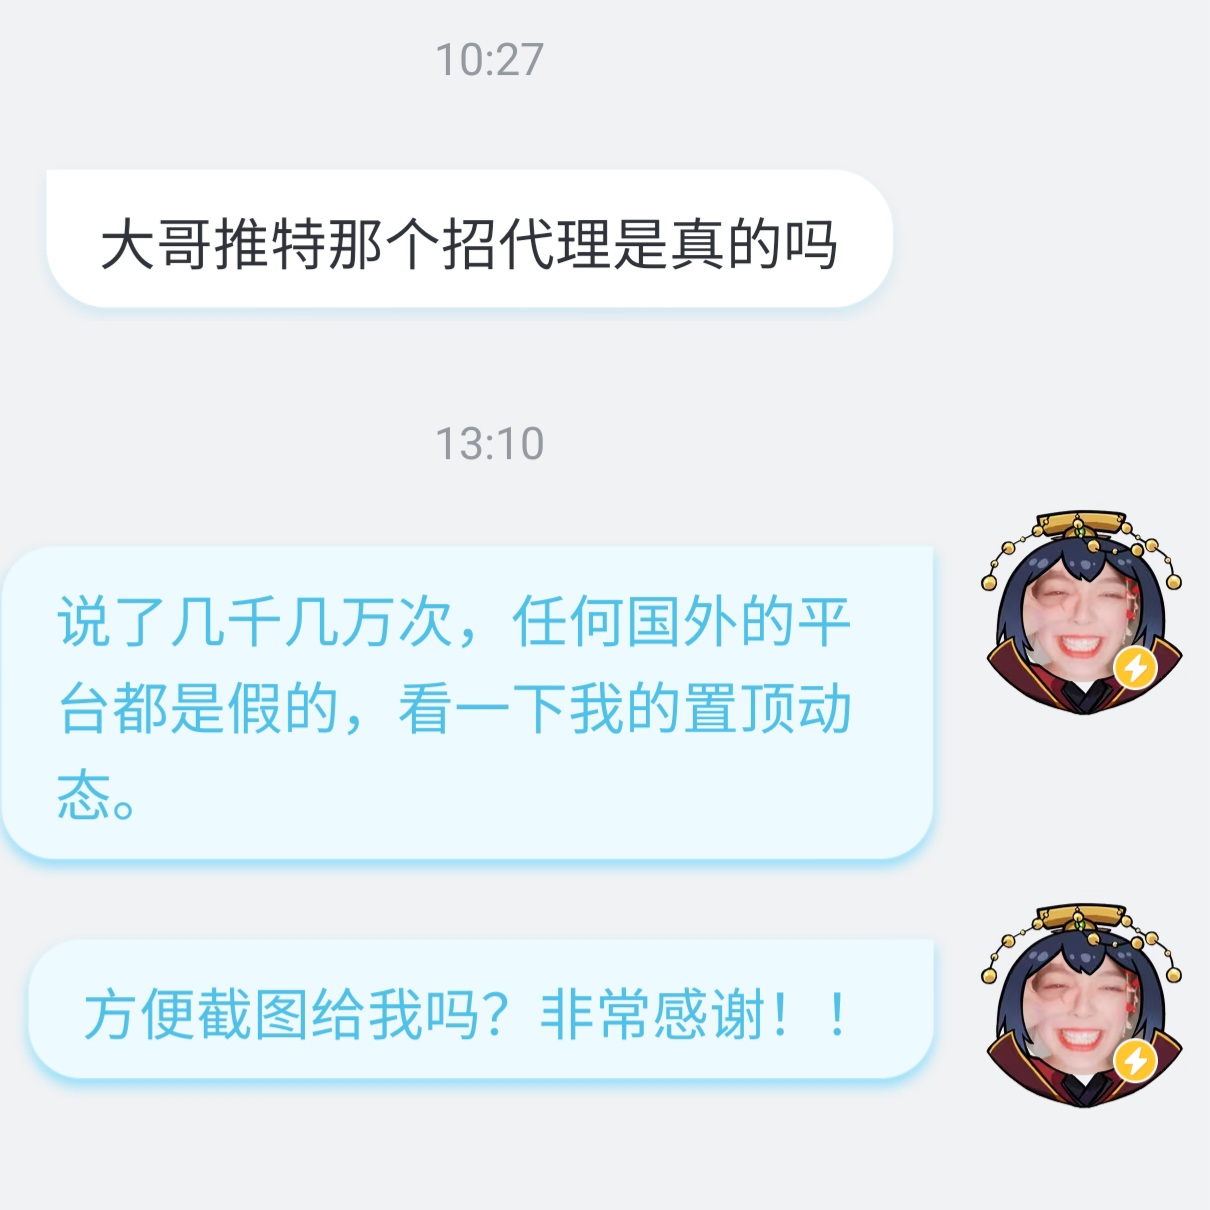 10:27
大哥推特那个招代理是真的吗
13:10
说了几千几万次，任何国外的平
台都是假的，看一下我的置顶动
态。
方便截图给我吗？非常感谢！！